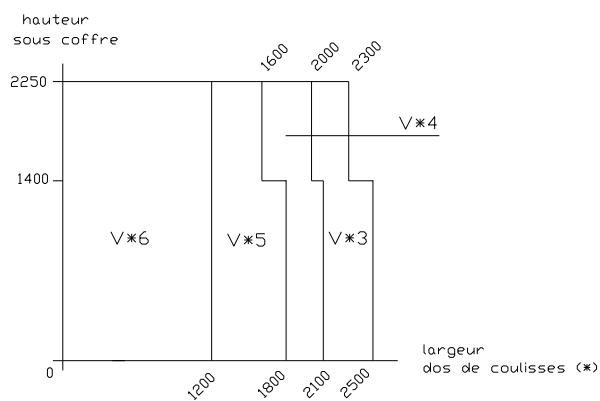 hauteur
sous coffre
1600
2000
2300
2250
V*4
1400
V*6
V*5
V*3
largeur
dos de coulisses (*)
0
1200
1800
2100
2500